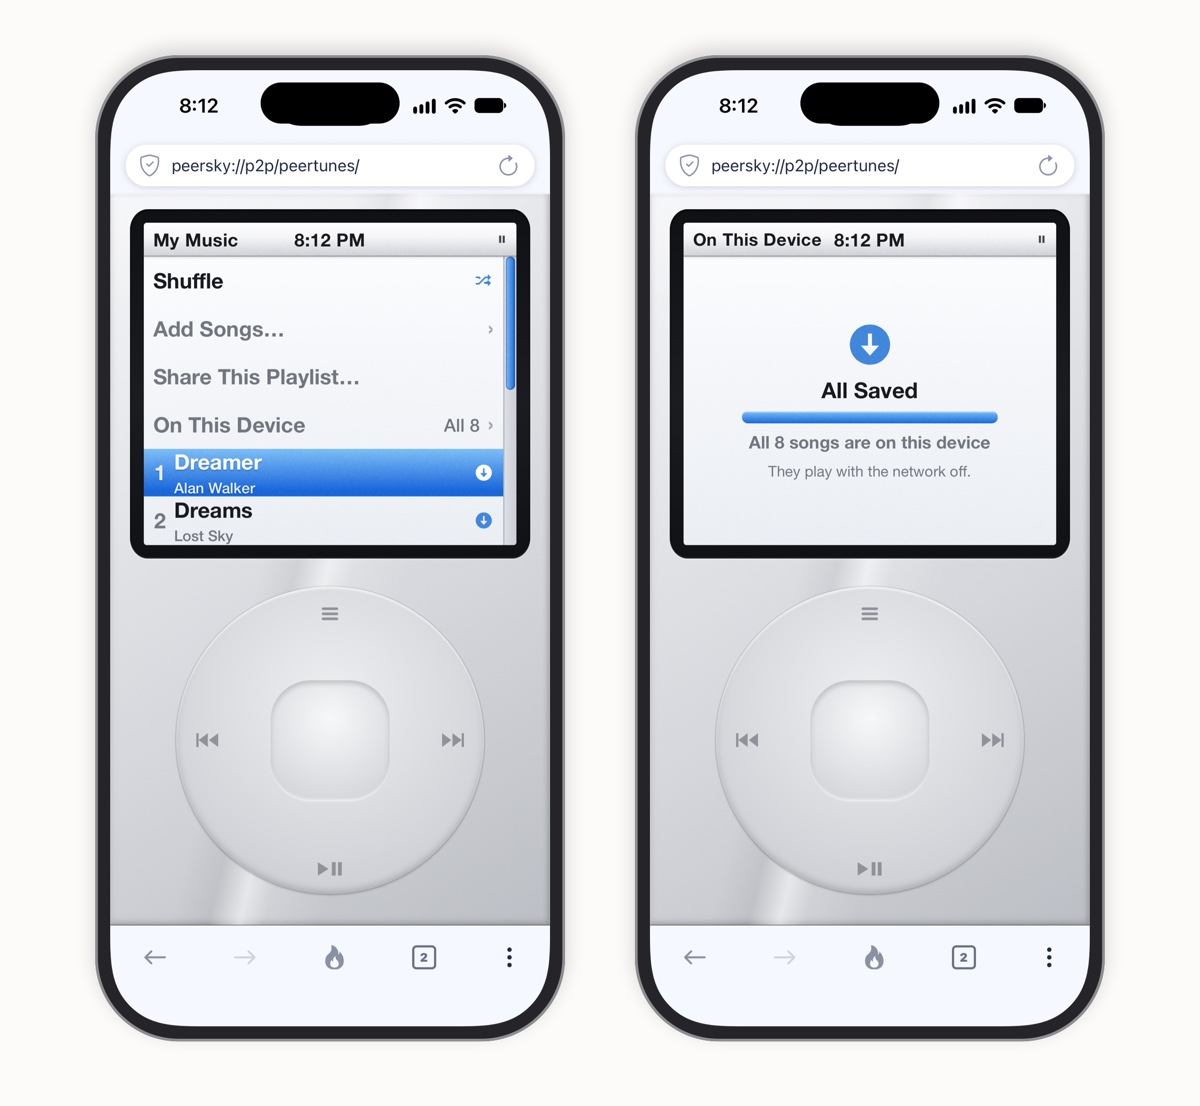 8:12
peersky://p2p/peertunes/
My Music 8:12 PM
Shuffle
Add Songs...
Share This Playlist...
On This Device All 8 ›
1 Dreamer
Alan Walker
2 Dreams
Lost Sky
2
8:12
peersky://p2p/peertunes/
On This Device 8:12 PM
All Saved
All 8 songs are on this device
They play with the network off.
2